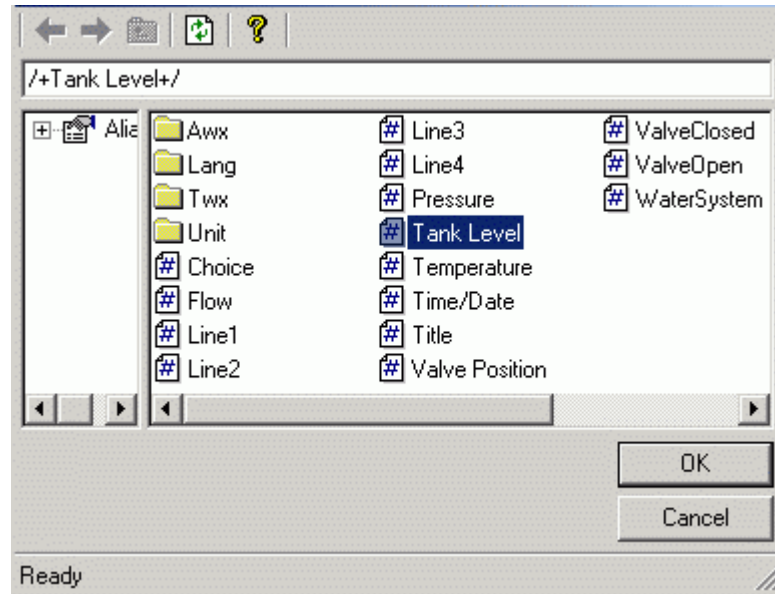 /+Tank Level+/
Alia
Awx
Lang
Twx
Unit
Choice
Flow
Line1
Line2
Line3
Line4
Pressure
Tank Level
Temperature
Time/Date
Title
Valve Position
ValveClosed
ValveOpen
WaterSystem
OK
Cancel
Ready